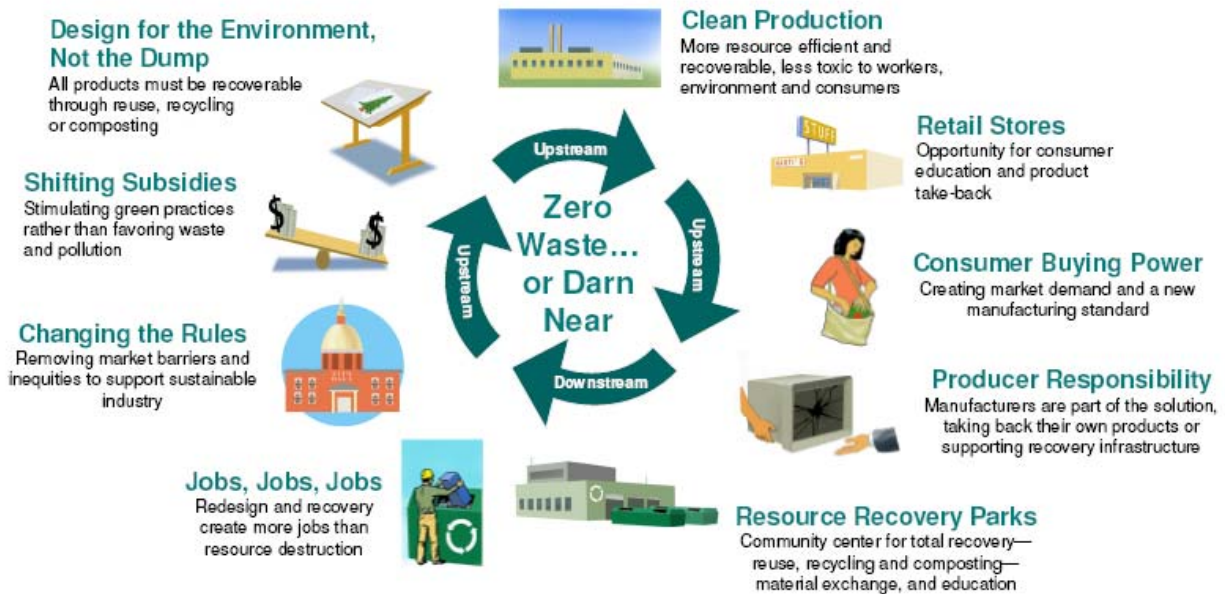 Design for the Environment,
Not the Dump
All products must be recoverable
through reuse, recycling
or composting
Clean Production
More resource efficient and
recoverable, less toxic to workers,
environment and consumers
STUFF
Retail Stores
Opportunity for consumer
education and product
take-back
Shifting Subsidies
Stimulating green practices
rather than favoring waste
and pollution
$
$
Upstream
Upstream
Upstream
Downstream
Zero
Waste...
or Darn
Near
Consumer Buying Power
Creating market demand and a new
manufacturing standard
Changing the Rules
Removing market barriers and
inequities to support sustainable
industry
Producer Responsibility
Manufacturers are part of the solution,
taking back their own products or
supporting recovery infrastructure
Jobs, Jobs, Jobs
Redesign and recovery
create more jobs than
resource destruction
Resource Recovery Parks
Community center for total recovery—
reuse, recycling and composting—
material exchange, and education